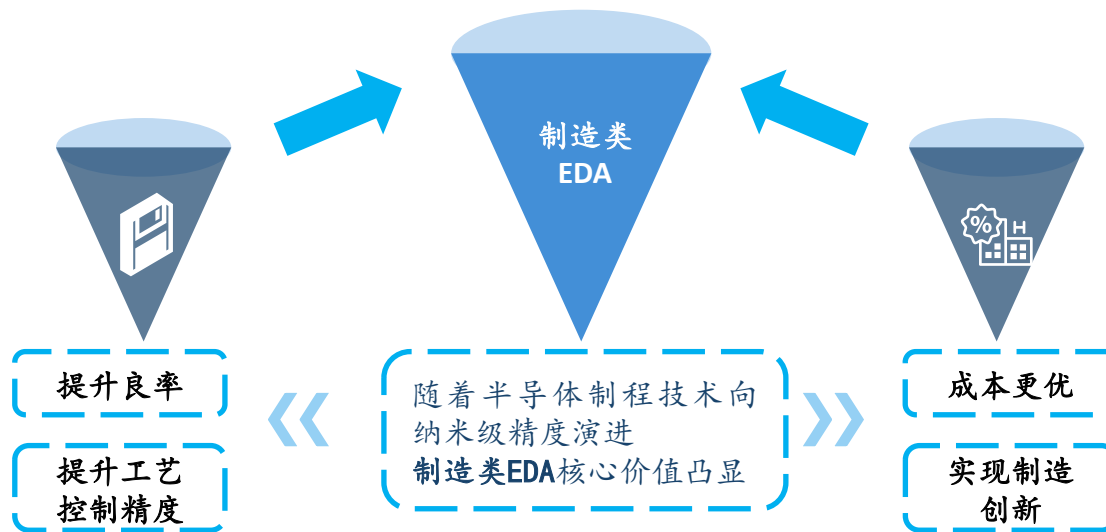 制造类
EDA
%
H
提升良率
提升工艺
控制精度
随着半导体制程技术向
纳米级精度演进
制造类EDA核心价值凸显
成本更优
实现制造
创新